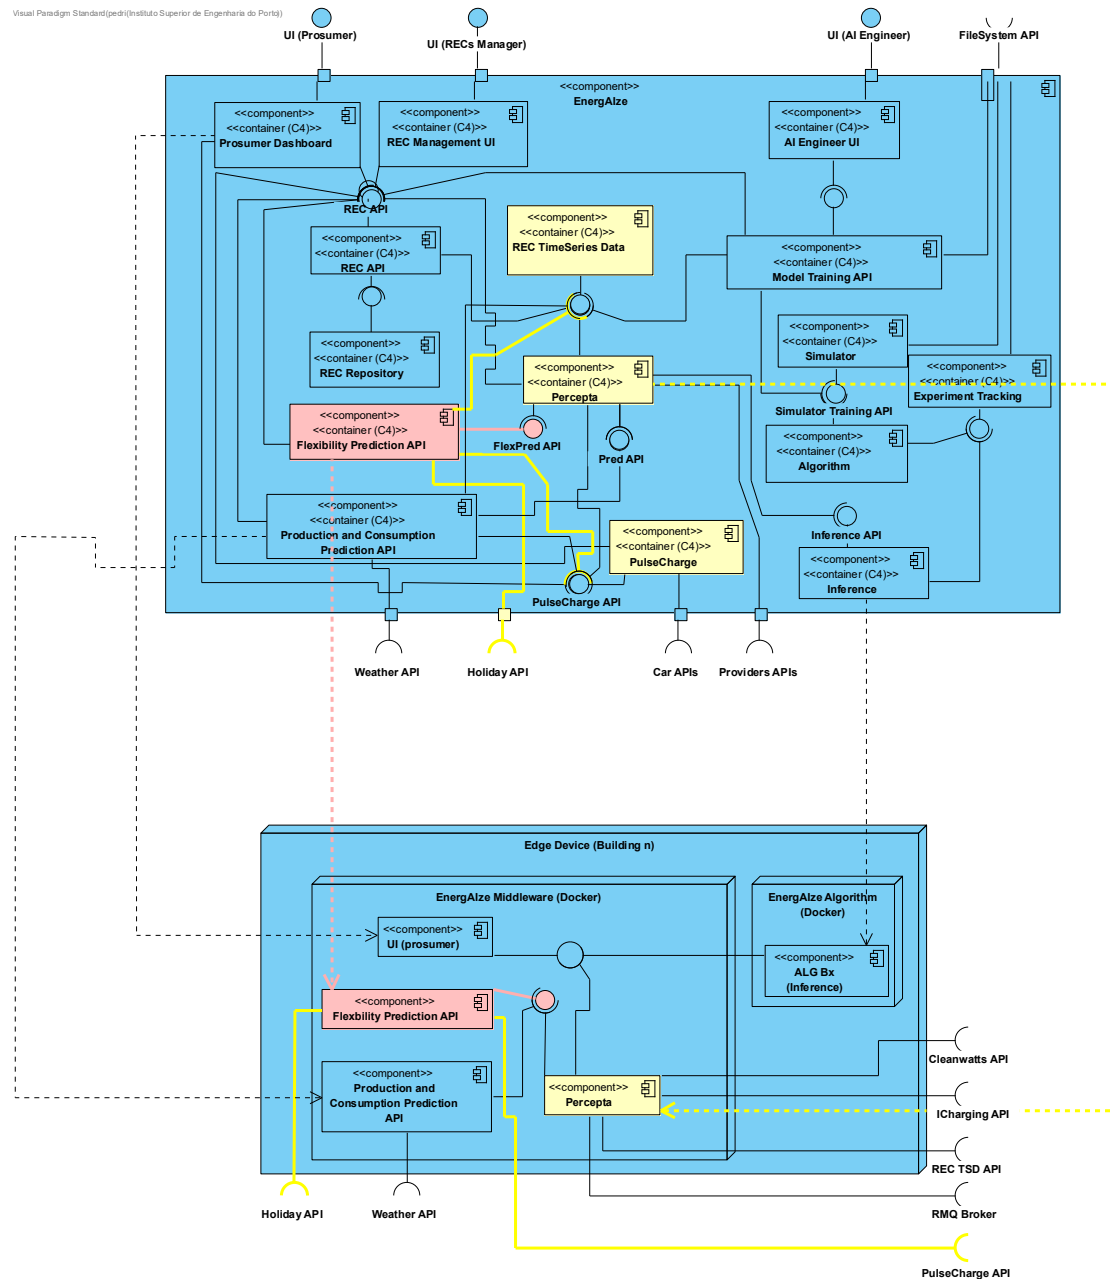 Visual Paradigm Standard(pedri(Instituto Superior de Engenharia do Porto))
UI (Prosumer)
UI (RECs Manager)
UI (AI Engineer)
FileSystem API
<<component>>
EnergAIze
<<component>>
<<container (C4)>>
Prosumer Dashboard
<<component>>
<<container (C4)>>
REC Management UI
<<component>>
<<container (C4)>>
AI Engineer UI
REC API
<<component>>
<<container (C4)>>
REC API
<<component>>
<<container (C4)>>
REC TimeSeries Data
<<component>>
<<container (C4)>>
Model Training API
<<component>>
<<container (C4)>>
REC Repository
<<component>>
<<container (C4)>>
Simulator
<<component>>
<<container (C4)>>
Percepta
<<component>>
<<container (C4)>>
Experiment Tracking
Simulator Training API
<<component>>
<<container (C4)>>
Flexibility Prediction API
FlexPred API
Pred API
<<component>>
<<container (C4)>>
Algorithm
<<component>>
<<container (C4)>>
Production and Consumption
Prediction API
<<component>>
<<container (C4)>>
PulseCharge
Inference API
<<component>>
<<container (C4)>>
Inference
PulseCharge API
Weather API
Holiday API
Car APIs
Providers APIs
Edge Device (Building n)
EnergAIze Middleware (Docker)
EnergAIze Algorithm
(Docker)
<<component>>
UI (prosumer)
<<component>>
ALG Bx
(Inference)
<<component>>
Flexbility Prediction API
<<component>>
Production and
Consumption Prediction
API
<<component>>
Percepta
Cleanwatts API
ICharging API
REC TSD API
RMQ Broker
Holiday API
Weather API
PulseCharge API